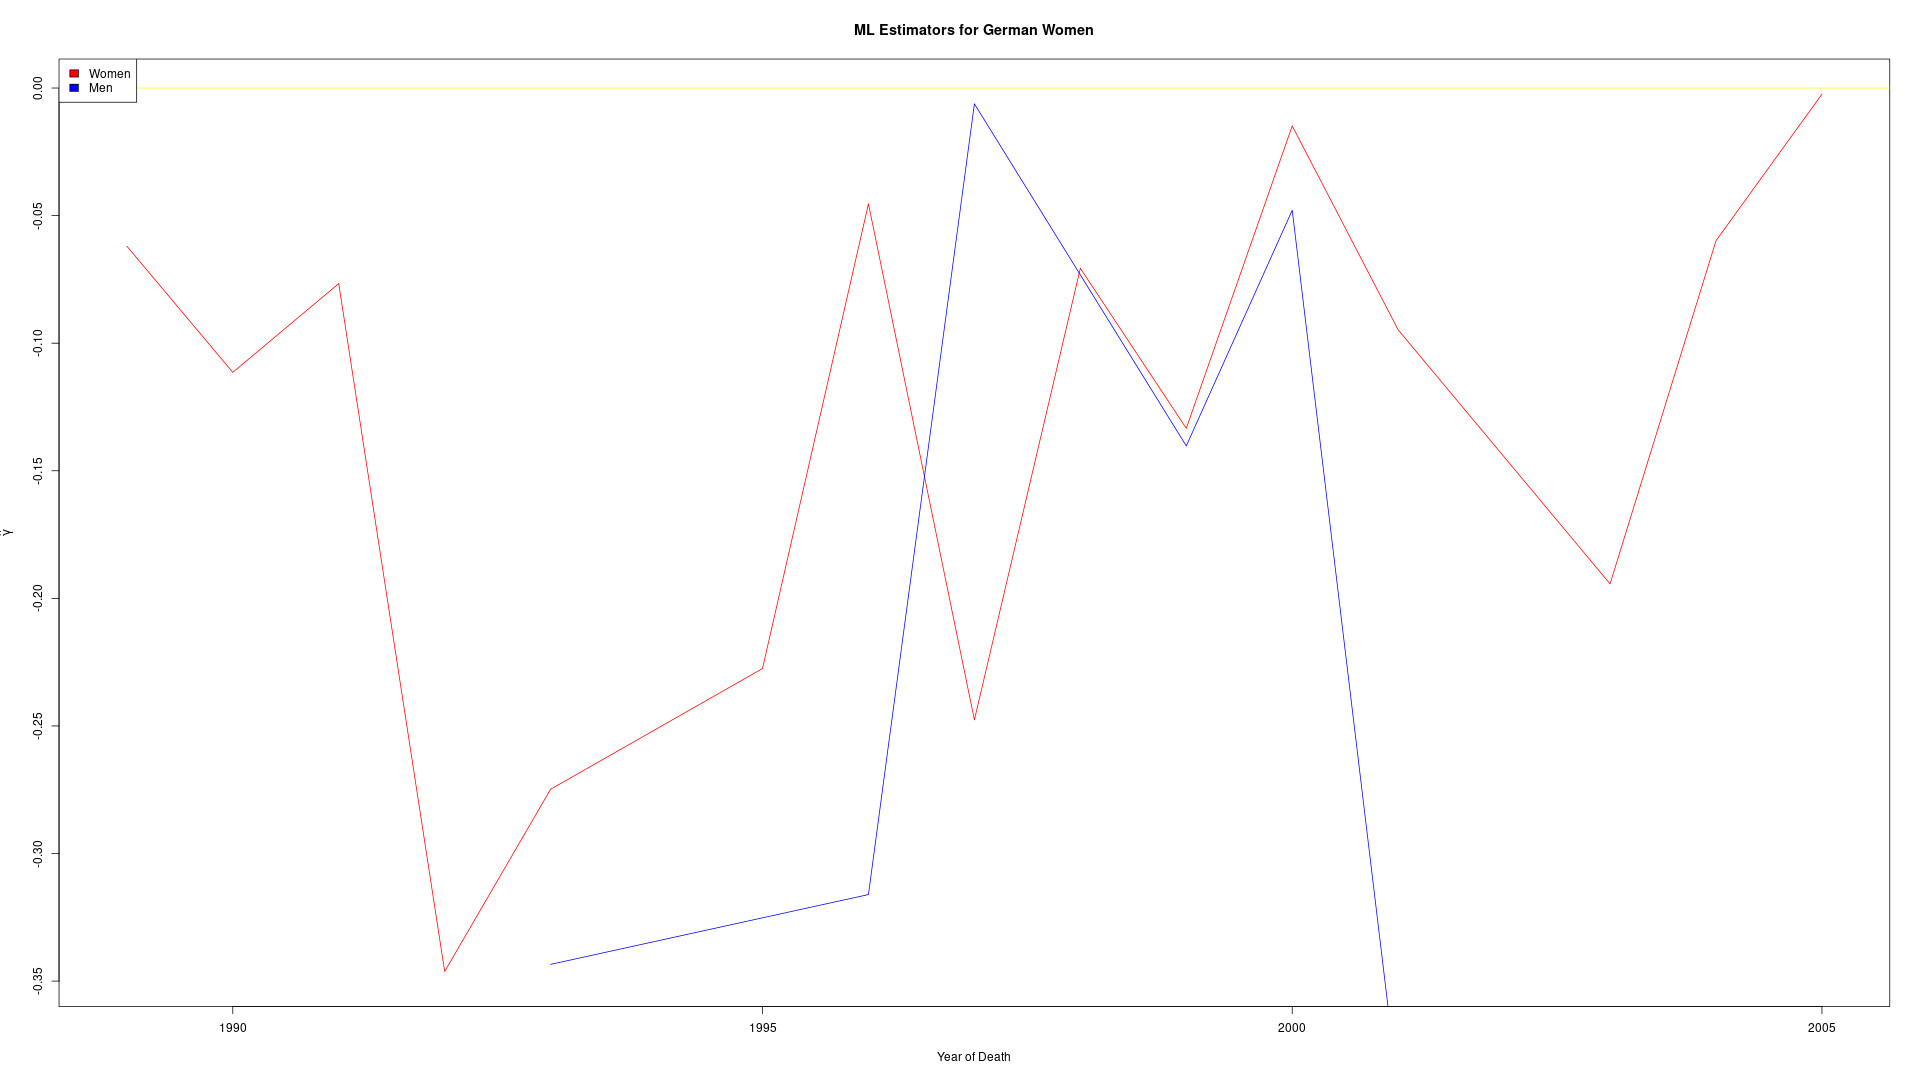 ML Estimators for German Women
Women
Men
0.00
-0.05
-0.10
-0.15
-0.20
-0.25
-0.30
-0.35
γ
1990 1995 2000 2005
Year of Death